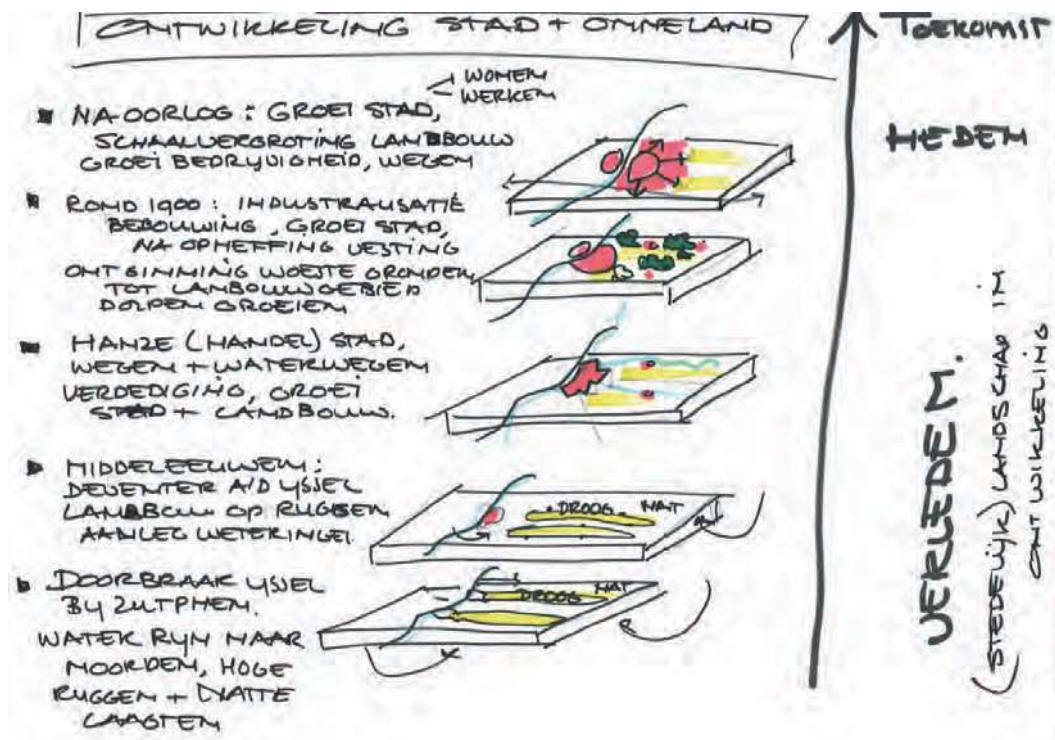 ONTWIKKELING STAD + OMMELAND
TOEKOMST
WONEN
WERKEN
NA-OORLOG: GROEI STAD,
SCHAALVERGROTING LANDBOUW
GROEI BEDRIJVIGHEID, WEGEN
HEDEN
ROND 1900: INDUSTRALISATIE
BEBOUWING, GROEI STAD,
NA OPHEFFING VESTING
ONTGINNING WOESTE GRONDEN
TOT LANBOUWGEBIED
DORPEN GROEIEN
HANZE (HANDEL) STAD,
WEGEN + WATERWEGEN
VERDEDIGING, GROEI
STAD + LANDBOUW.
MIDDELEEUWEN:
DEVENTER A/D IJSSEL
LANDBOUW OP RUGGEN
AANLEG WETERINGEN
DROOG NAT
DOORBRAAK IJSSEL
BIJ ZUTPHEN.
WATER RIJN NAAR
NOORDEN, HOGE
RUGGEN + NATTE
LAAGTEN
DROOG NAT
VERLEDEN.
(STEDELIJK) LANDSCHAP IN
ONTWIKKELING